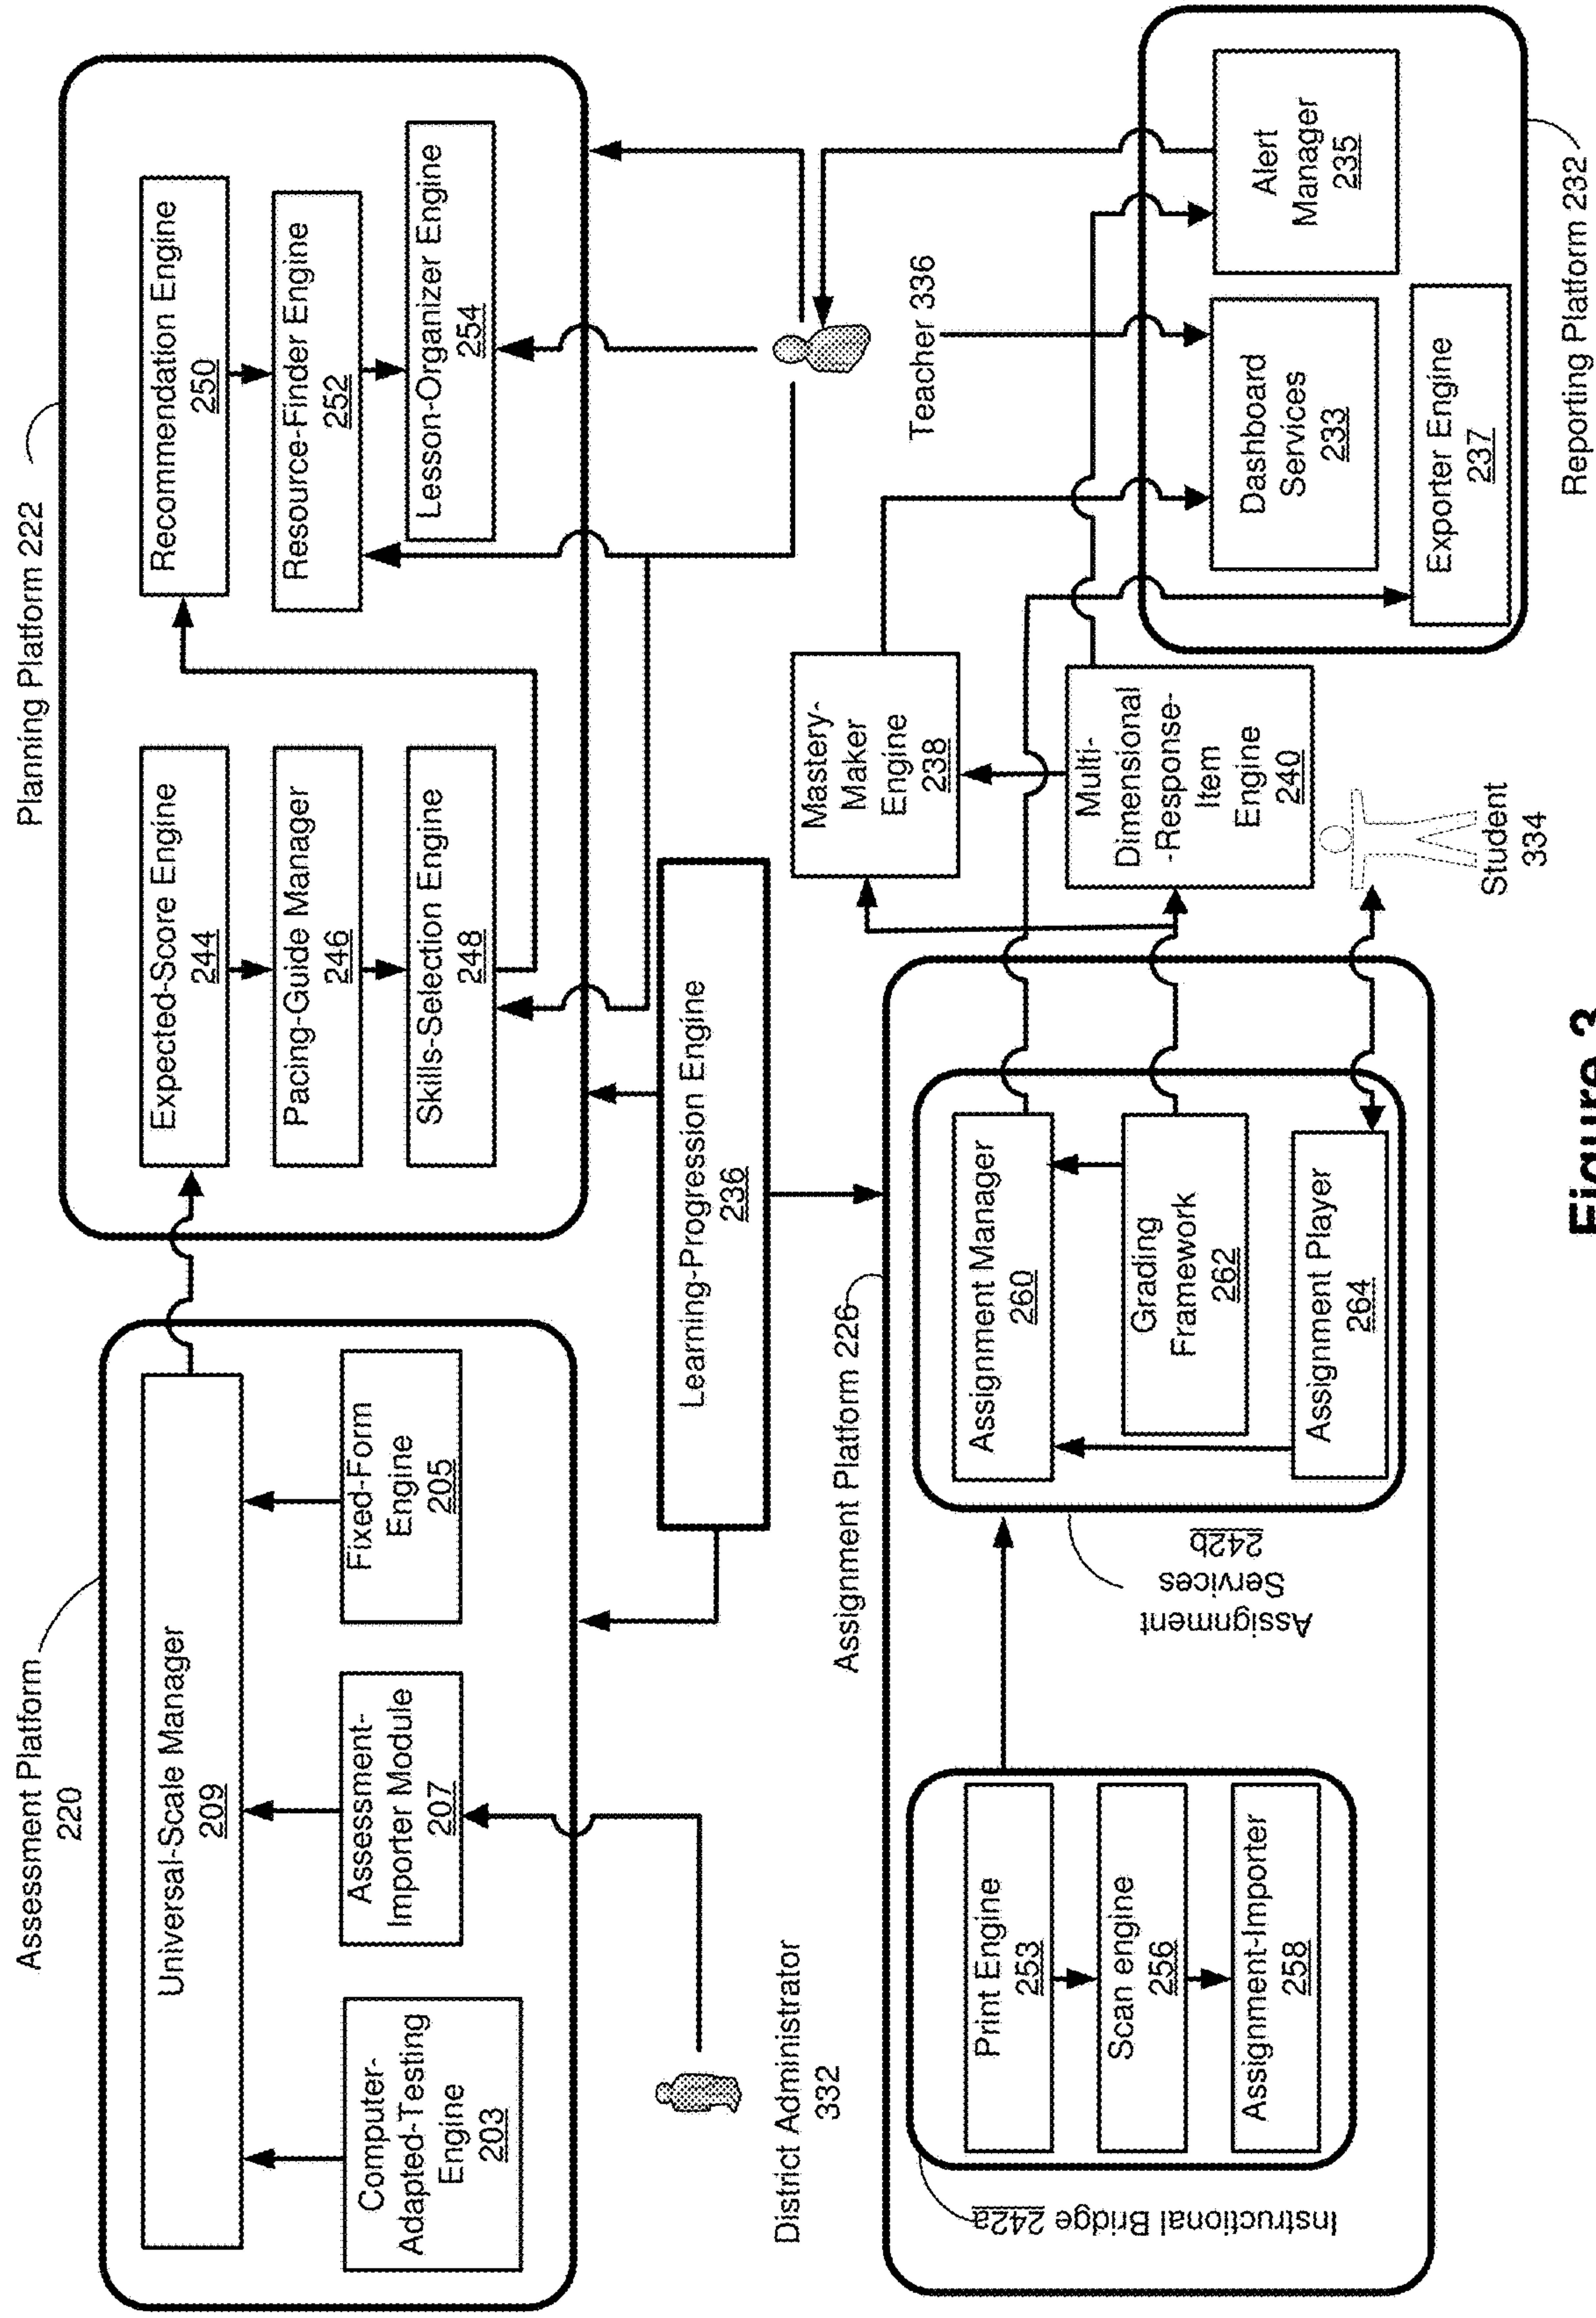 Assessment Platform
220
Universal-Scale Manager
209
Computer-
Adapted-Testing
Engine
203
Assessment-
Importer Module
207
Fixed-Form
Engine
205
District Administrator
332
Planning Platform 222
Expected-Score Engine
244
Pacing-Guide Manager
246
Skills-Selection Engine
248
Recommendation Engine
250
Resource-Finder Engine
252
Lesson-Organizer Engine
254
Learning-Progression Engine
236
Teacher 336
Assignment Platform 226
Instructional Bridge 242a
Print Engine
253
Scan engine
256
Assignment-Importer
258
Assignment
Services
242b
Assignment Manager
260
Grading
Framework
262
Assignment Player
264
Mastery-
Maker
Engine
238
Multi-
Dimensional
-Response-
Item
Engine
240
Student
334
Dashboard
Services
233
Alert
Manager
235
Exporter Engine
237
Reporting Platform 232
Figure 3